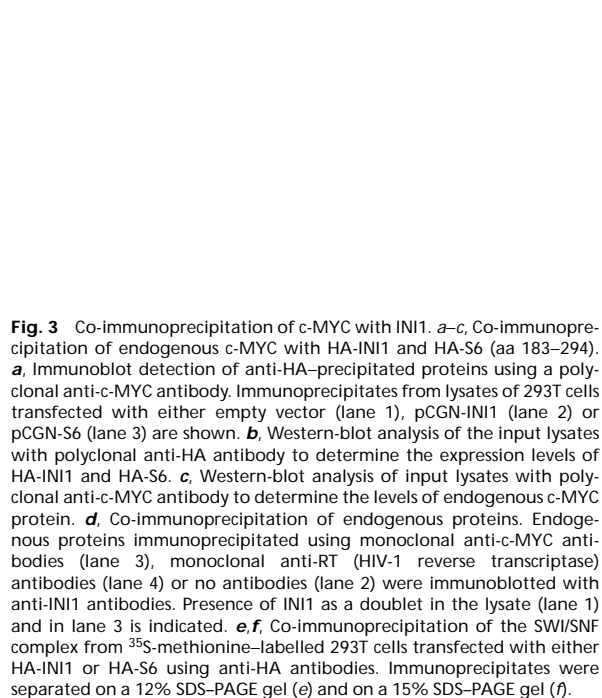 Fig. 3 Co-immunoprecipitation of c-MYC with INI1. a–c, Co-immunopre-
cipitation of endogenous c-MYC with HA-INI1 and HA-S6 (aa 183–294).
a, Immunoblot detection of anti-HA–precipitated proteins using a poly-
clonal anti-c-MYC antibody. Immunoprecipitates from lysates of 293T cells
transfected with either empty vector (lane 1), pCGN-INI1 (lane 2) or
pCGN-S6 (lane 3) are shown. b, Western-blot analysis of the input lysates
with polyclonal anti-HA antibody to determine the expression levels of
HA-INI1 and HA-S6. c, Western-blot analysis of input lysates with poly-
clonal anti-c-MYC antibody to determine the levels of endogenous c-MYC
protein. d, Co-immunoprecipitation of endogenous proteins. Endoge-
nous proteins immunoprecipitated using monoclonal anti-c-MYC anti-
bodies (lane 3), monoclonal anti-RT (HIV-1 reverse transcriptase)
antibodies (lane 4) or no antibodies (lane 2) were immunoblotted with
anti-INI1 antibodies. Presence of INI1 as a doublet in the lysate (lane 1)
and in lane 3 is indicated. e,f, Co-immunoprecipitation of the SWI/SNF
complex from 35S-methionine–labelled 293T cells transfected with either
HA-INI1 or HA-S6 using anti-HA antibodies. Immunoprecipitates were
separated on a 12% SDS–PAGE gel (e) and on a 15% SDS–PAGE gel (f).